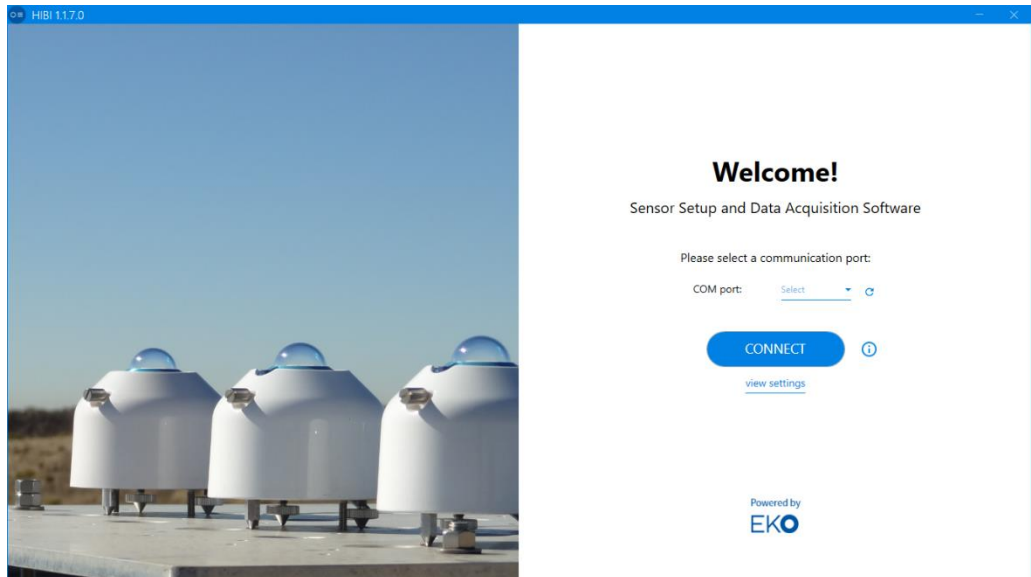 HIBI 1.1.7.0
Welcome!
Sensor Setup and Data Acquisition Software
Please select a communication port:
COM port: Select
CONNECT
view settings
Powered by
EKO